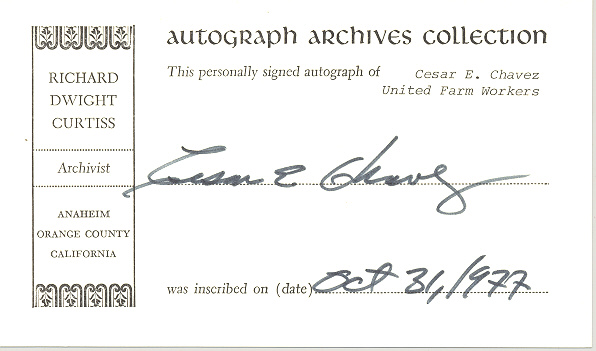 AUTOGRAPH ARCHIVES COLLECTION
RICHARD
DWIGHT
CURTISS
Archivist
ANAHEIM
ORANGE COUNTY
CALIFORNIA
This personally signed autograph of Cesar E. Chavez
United Farm Workers
Cesar E Chavez
was inscribed on (date) Oct 31, 1977